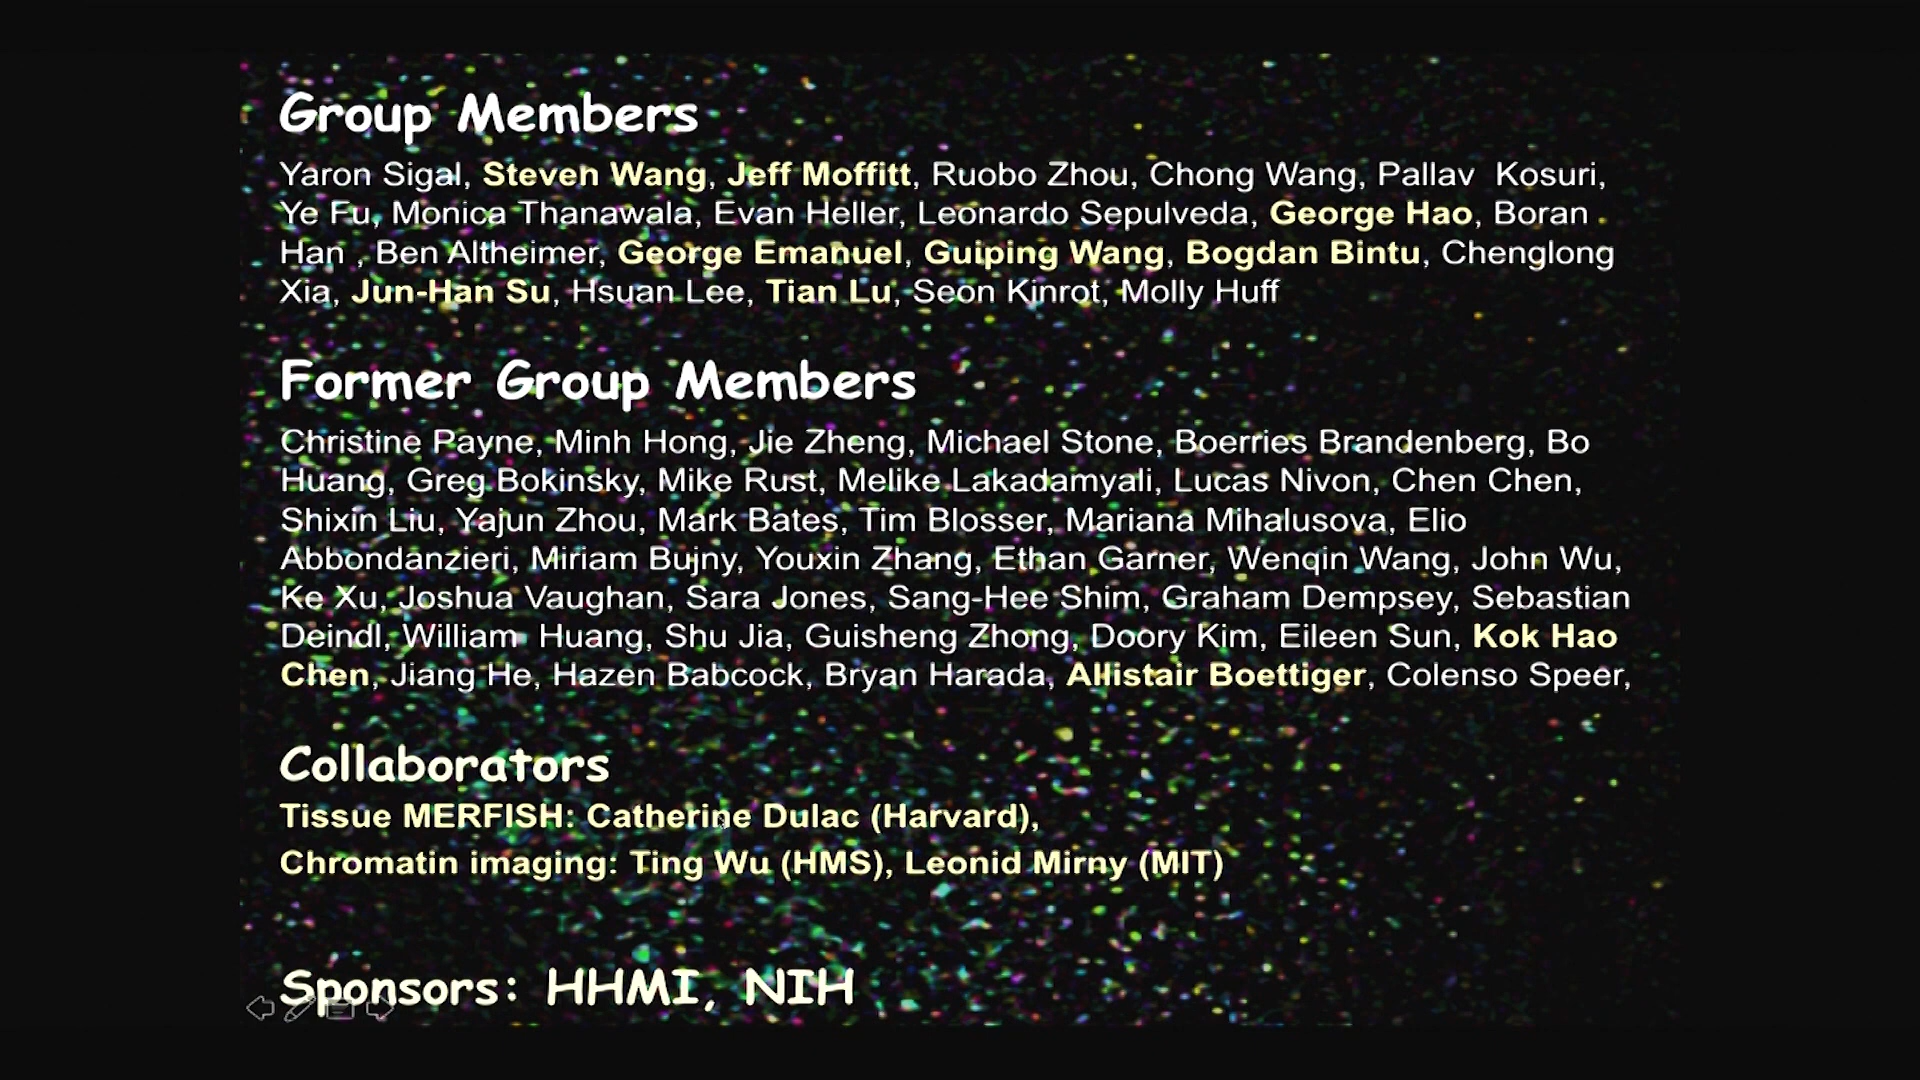 Group Members
Yaron Sigal, Steven Wang, Jeff Moffitt, Ruobo Zhou, Chong Wang, Pallav Kosuri,
Ye Fu, Monica Thanawala, Evan Heller, Leonardo Sepulveda, George Hao, Boran
Han , Ben Altheimer, George Emanuel, Guiping Wang, Bogdan Bintu, Chenglong
Xia, Jun-Han Su, Hsuan Lee, Tian Lu, Seon Kinrot, Molly Huff
Former Group Members
Christine Payne, Minh Hong, Jie Zheng, Michael Stone, Boerries Brandenberg, Bo
Huang, Greg Bokinsky, Mike Rust, Melike Lakadamyali, Lucas Nivon, Chen Chen,
Shixin Liu, Yajun Zhou, Mark Bates, Tim Blosser, Mariana Mihalusova, Elio
Abbondanzieri, Miriam Bujny, Youxin Zhang, Ethan Garner, Wenqin Wang, John Wu,
Ke Xu, Joshua Vaughan, Sara Jones, Sang-Hee Shim, Graham Dempsey, Sebastian
Deindl, William Huang, Shu Jia, Guisheng Zhong, Doory Kim, Eileen Sun, Kok Hao
Chen, Jiang He, Hazen Babcock, Bryan Harada, Allistair Boettiger, Colenso Speer,
Collaborators
Tissue MERFISH: Catherine Dulac (Harvard),
Chromatin imaging: Ting Wu (HMS), Leonid Mirny (MIT)
Sponsors: HHMI, NIH